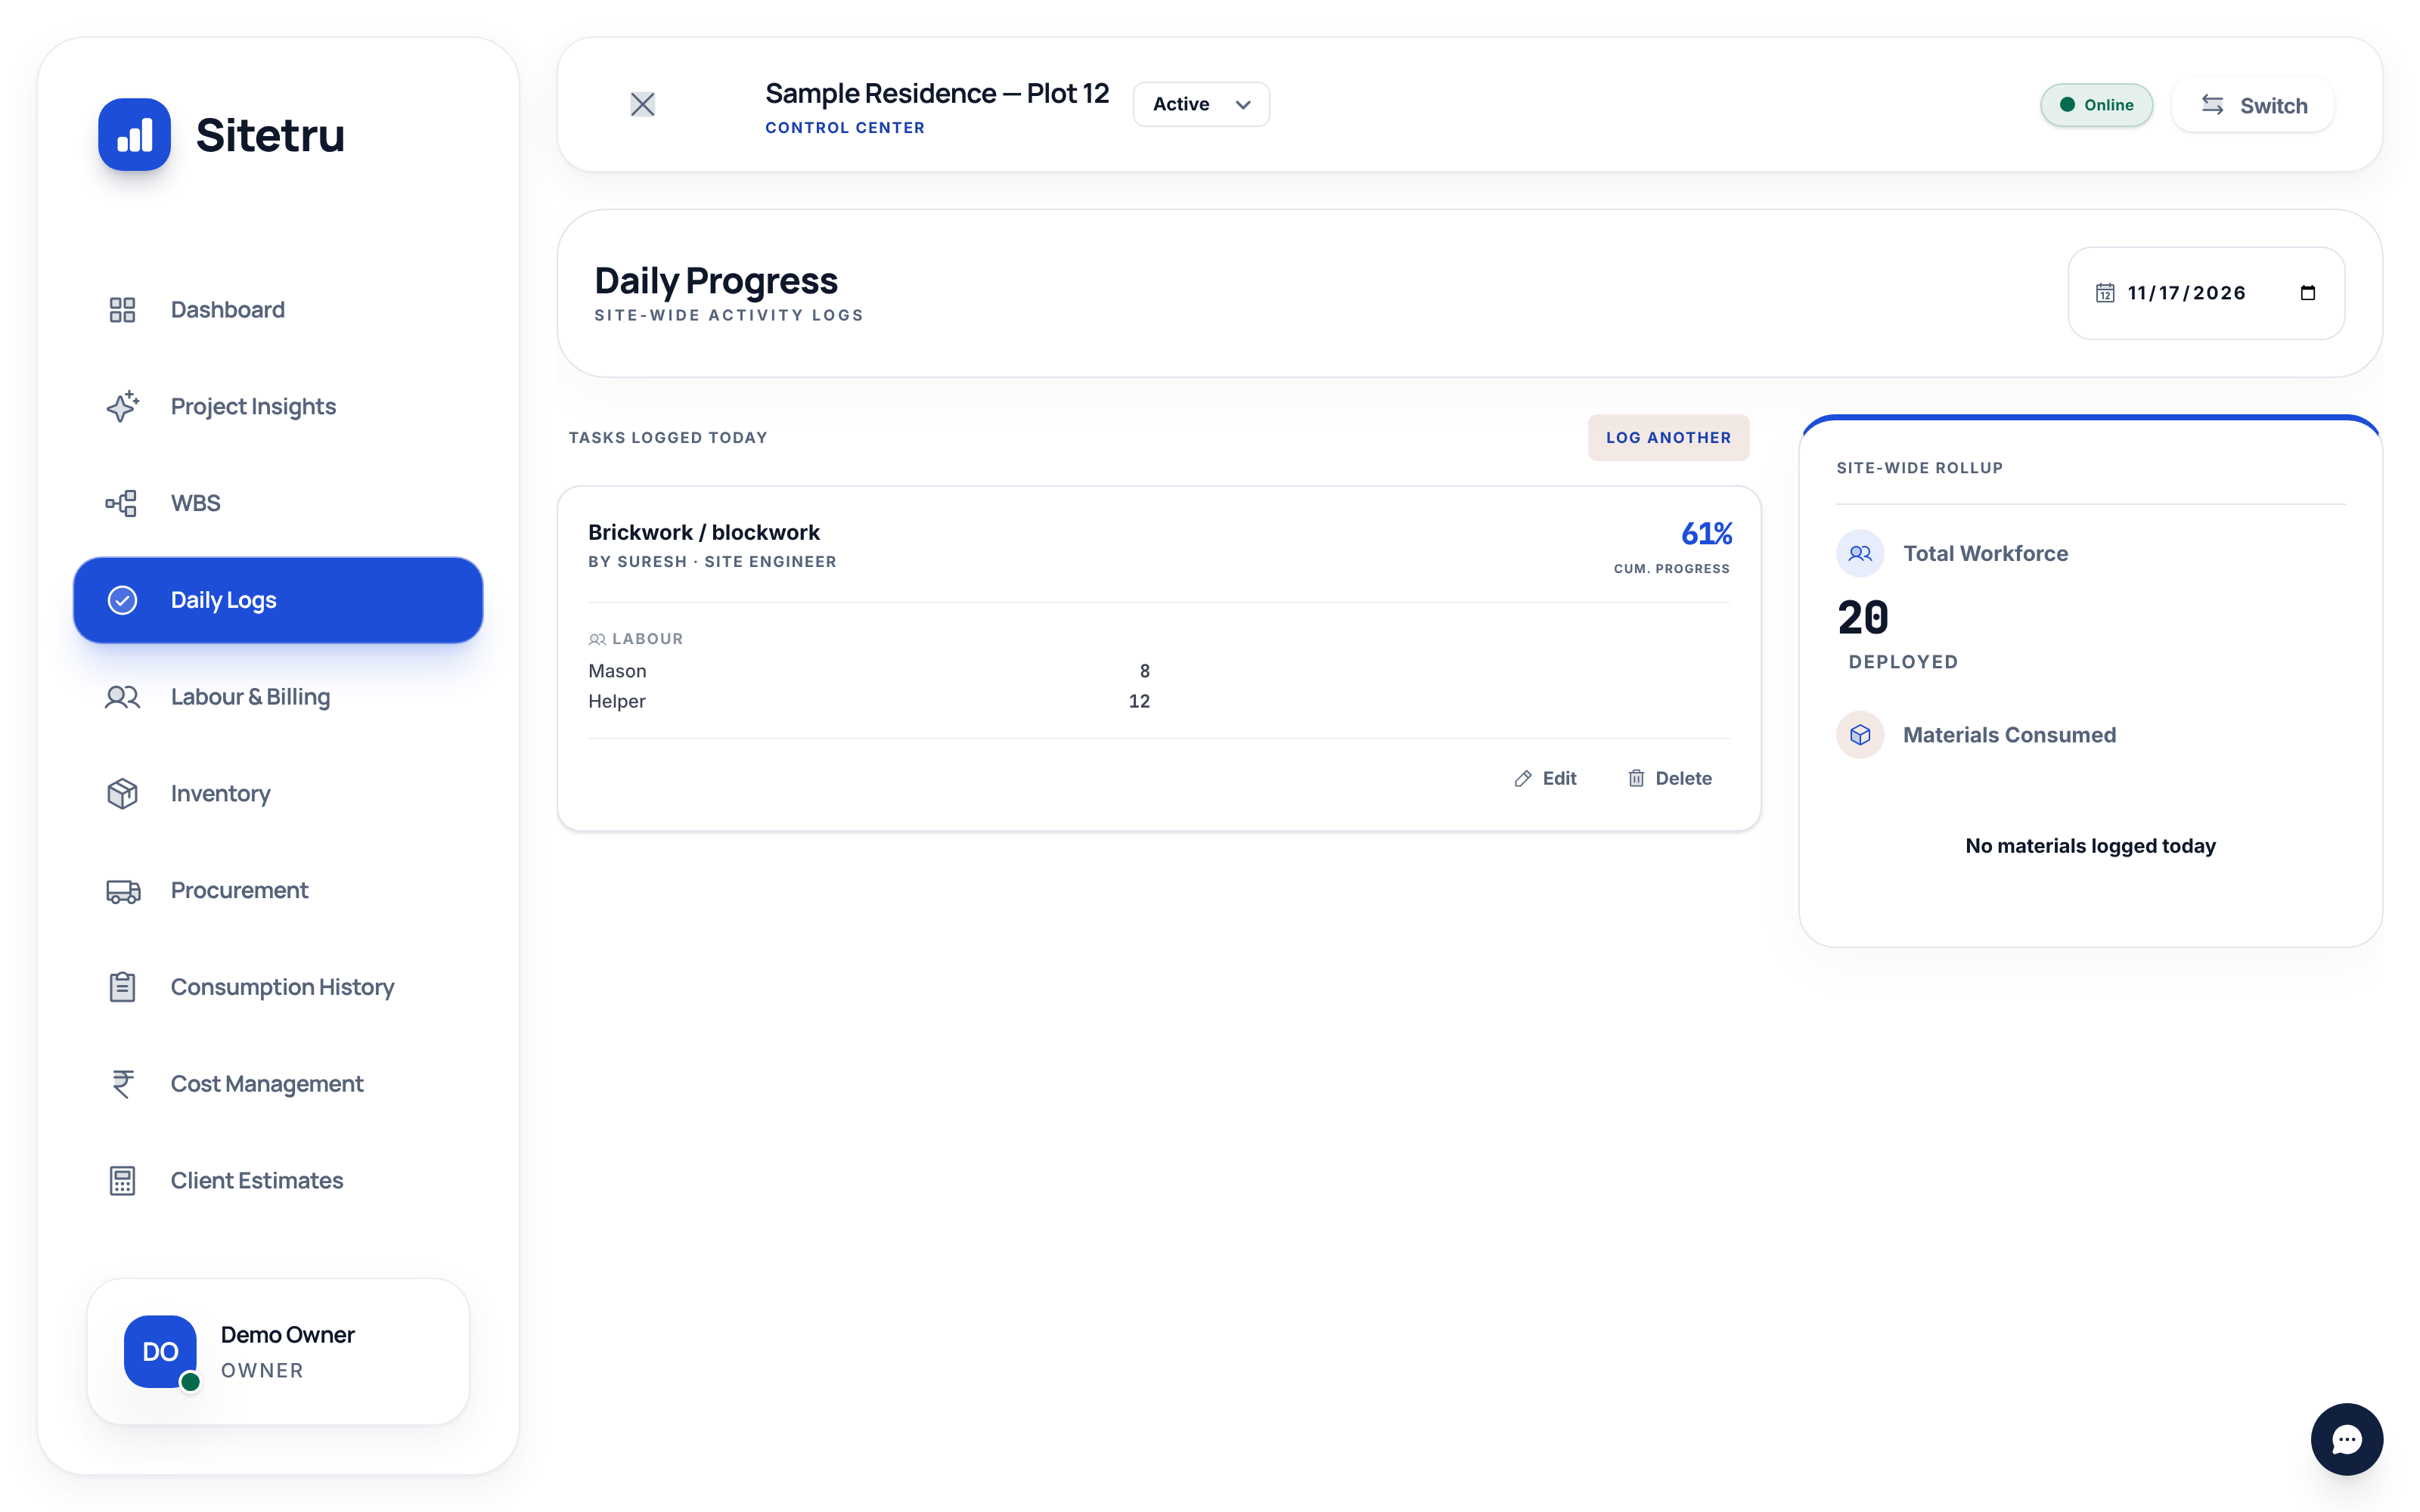 Sitetru
Dashboard
Project Insights
WBS
Daily Logs
Labour & Billing
Inventory
Procurement
Consumption History
Cost Management
Client Estimates
DO
Demo Owner
OWNER
Sample Residence — Plot 12
CONTROL CENTER
Active
Online
Switch
Daily Progress
SITE-WIDE ACTIVITY LOGS
12
11/17/2026
TASKS LOGGED TODAY
LOG ANOTHER
Brickwork / blockwork
BY SURESH · SITE ENGINEER
61%
CUM. PROGRESS
LABOUR
Mason 8
Helper 12
Edit
Delete
SITE-WIDE ROLLUP
Total Workforce
20
DEPLOYED
Materials Consumed
No materials logged today